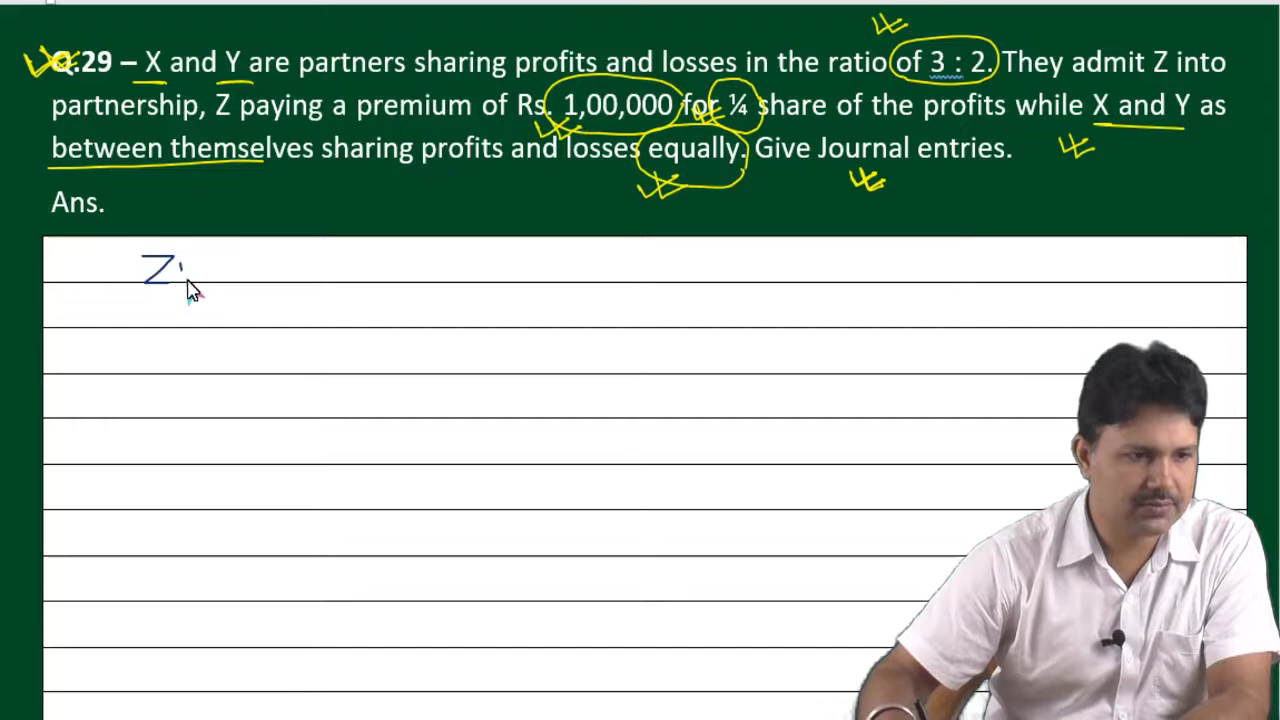 Q.29 – X and Y are partners sharing profits and losses in the ratio of 3 : 2. They admit Z into
partnership, Z paying a premium of Rs. 1,00,000 for ¼ share of the profits while X and Y as
between themselves sharing profits and losses equally. Give Journal entries.
Ans.
Z'